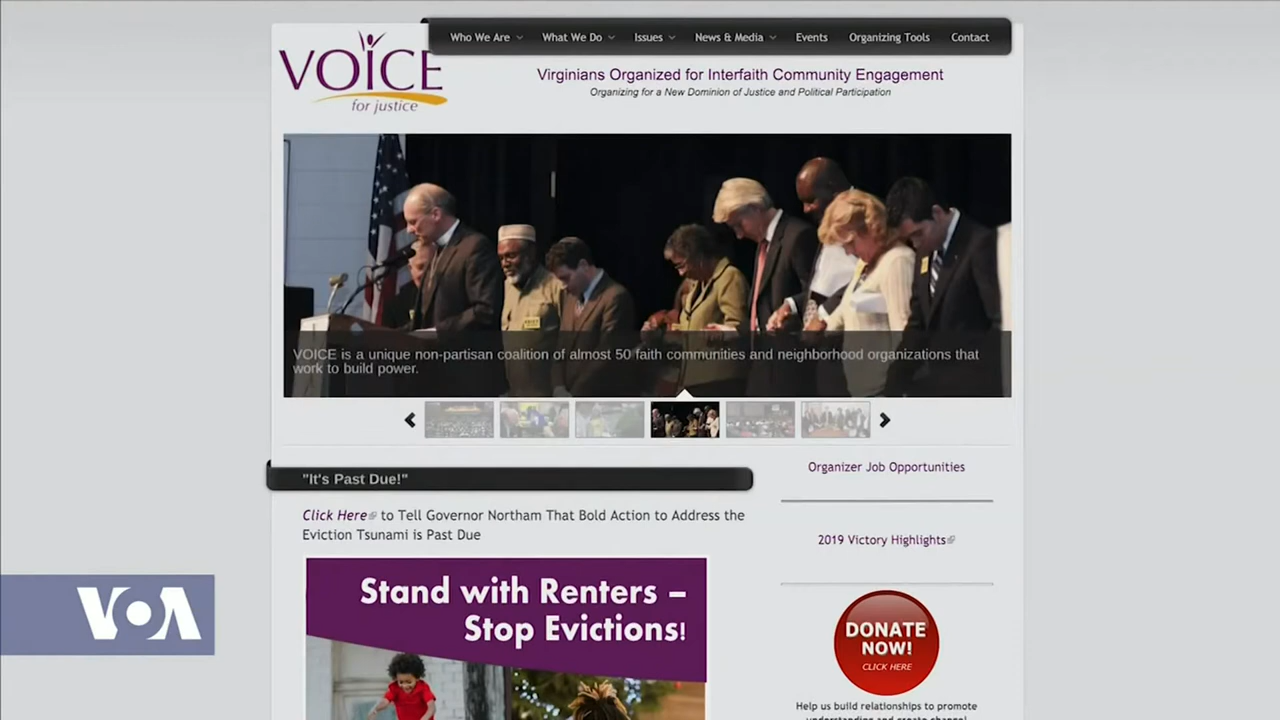 VOICE
for justice
Who We Are
What We Do
Issues
News & Media
Events
Organizing Tools
Contact
Virginians Organized for Interfaith Community Engagement
Organizing for a New Dominion of Justice and Political Participation
VOICE is a unique non-partisan coalition of almost 50 faith communities and neighborhood organizations that
work to build power.
"It's Past Due!"
Click Here to Tell Governor Northam That Bold Action to Address the
Eviction Tsunami is Past Due
Stand with Renters –
Stop Evictions!
Organizer Job Opportunities
2019 Victory Highlights
DONATE
NOW!
CLICK HERE
Help us build relationships to promote
understanding and create change!
VOA